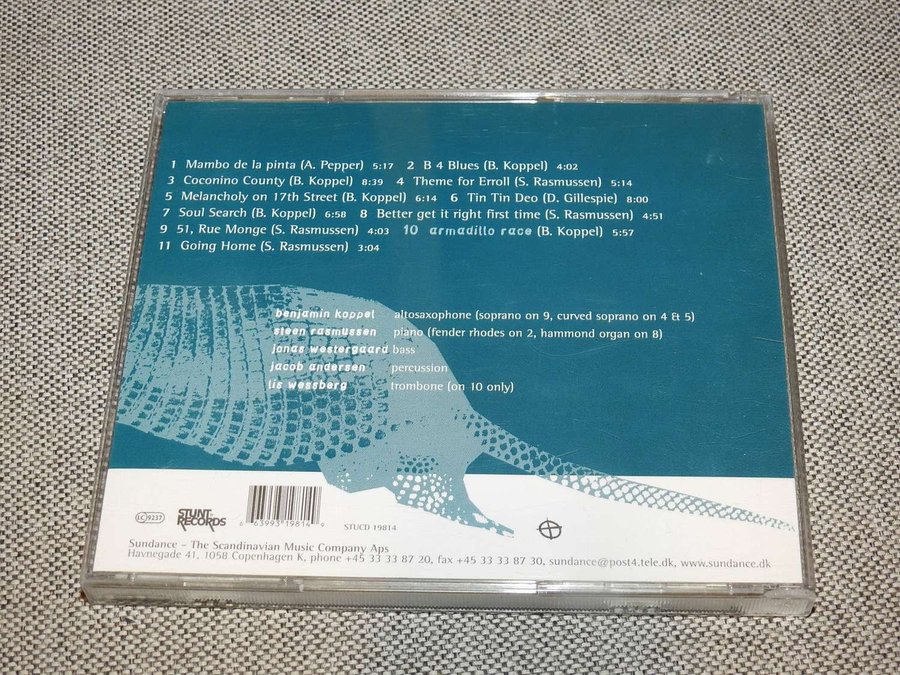 1 Mambo de la pinta (A. Pepper) 5:17 2 B 4 Blues (B. Koppel) 4:02
3 Coconino County (B. Koppel) 8:39 4 Theme for Erroll (S. Rasmussen) 5:14
5 Melancholy on 17th Street (B. Koppel) 6:14 6 Tin Tin Deo (D. Gillespie) 8:00
7 Soul Search (B. Koppel) 6:58 8 Better get it right first time (S. Rasmussen) 4:51
9 51, Rue Monge (S. Rasmussen) 4:03 10 armadillo race (B. Koppel) 5:57
11 Going Home (S. Rasmussen) 3:04
benjamin koppel altosaxophone (soprano on 9, curved soprano on 4 & 5)
steen rasmussen piano (fender rhodes on 2, hammond organ on 8)
jonas westergaard bass
jacob andersen percussion
lis wessberg trombone (on 10 only)
LC 9237
STUNT RECORDS
6 63993 19814 9
STUCD 19814
Sundance - The Scandinavian Music Company Aps
Havnegade 41, 1058 Copenhagen K, phone +45 33 33 87 20, fax +45 33 33 87 30, sundance@post4.tele.dk, www.sundance.dk